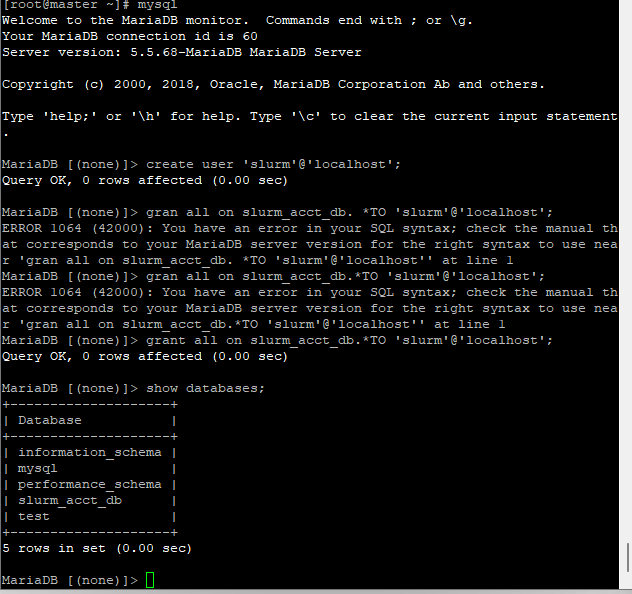 [root@master ~]# mysql
Welcome to the MariaDB monitor.  Commands end with ; or \g.
Your MariaDB connection id is 60
Server version: 5.5.68-MariaDB MariaDB Server
Copyright (c) 2000, 2018, Oracle, MariaDB Corporation Ab and others.
Type 'help;' or '\h' for help. Type '\c' to clear the current input statement
.
MariaDB [(none)]> create user 'slurm'@'localhost';
Query OK, 0 rows affected (0.00 sec)
MariaDB [(none)]> gran all on slurm_acct_db. *TO 'slurm'@'localhost';
ERROR 1064 (42000): You have an error in your SQL syntax; check the manual th
at corresponds to your MariaDB server version for the right syntax to use nea
r 'gran all on slurm_acct_db. *TO 'slurm'@'localhost'' at line 1
MariaDB [(none)]> gran all on slurm_acct_db.*TO 'slurm'@'localhost';
ERROR 1064 (42000): You have an error in your SQL syntax; check the manual th
at corresponds to your MariaDB server version for the right syntax to use nea
r 'gran all on slurm_acct_db.*TO 'slurm'@'localhost'' at line 1
MariaDB [(none)]> grant all on slurm_acct_db.*TO 'slurm'@'localhost';
Query OK, 0 rows affected (0.00 sec)
MariaDB [(none)]> show databases;
+--------------------+
| Database           |
+--------------------+
| information_schema |
| mysql              |
| performance_schema |
| slurm_acct_db      |
| test               |
+--------------------+
5 rows in set (0.00 sec)
MariaDB [(none)]>